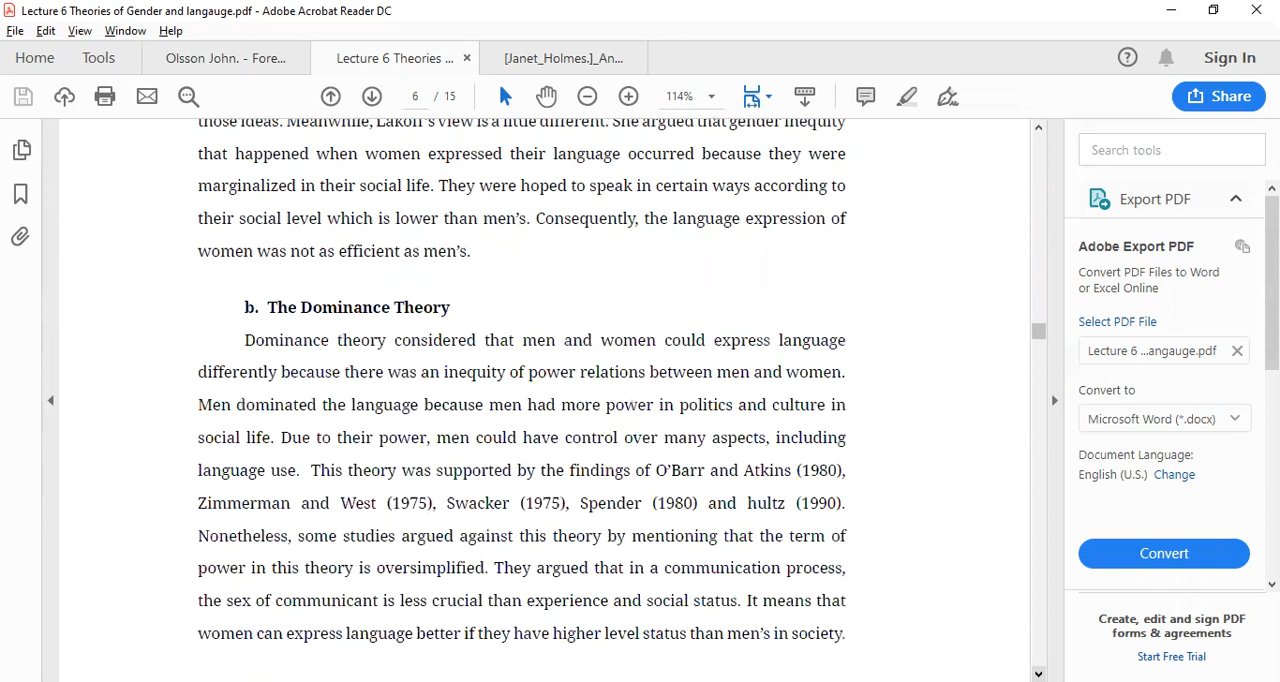 Lecture 6 Theories of Gender and langauge.pdf - Adobe Acrobat Reader DC
File Edit View Window Help
Home Tools Olsson John. - Fore... Lecture 6 Theories ... × [Janet_Holmes.]_An... Sign In
6 / 15 114% Share
those ideas. Meanwhile, Lakoff's view is a little different. She argued that gender inequity
that happened when women expressed their language occurred because they were
marginalized in their social life. They were hoped to speak in certain ways according to
their social level which is lower than men's. Consequently, the language expression of
women was not as efficient as men's.
b. The Dominance Theory
Dominance theory considered that men and women could express language
differently because there was an inequity of power relations between men and women.
Men dominated the language because men had more power in politics and culture in
social life. Due to their power, men could have control over many aspects, including
language use. This theory was supported by the findings of O'Barr and Atkins (1980),
Zimmerman and West (1975), Swacker (1975), Spender (1980) and hultz (1990).
Nonetheless, some studies argued against this theory by mentioning that the term of
power in this theory is oversimplified. They argued that in a communication process,
the sex of communicant is less crucial than experience and social status. It means that
women can express language better if they have higher level status than men's in society.
Search tools
Export PDF
Adobe Export PDF
Convert PDF Files to Word
or Excel Online
Select PDF File
Lecture 6 ...angauge.pdf
Convert to
Microsoft Word (*.docx)
Document Language:
English (U.S.) Change
Convert
Create, edit and sign PDF
forms & agreements
Start Free Trial